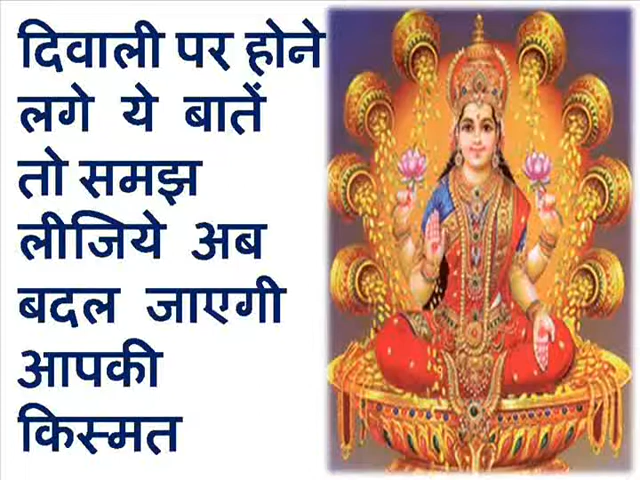 दिवाली पर होने
लगे ये बातें
तो समझ
लीजिये अब
बदल जाएगी
आपकी
किस्मत